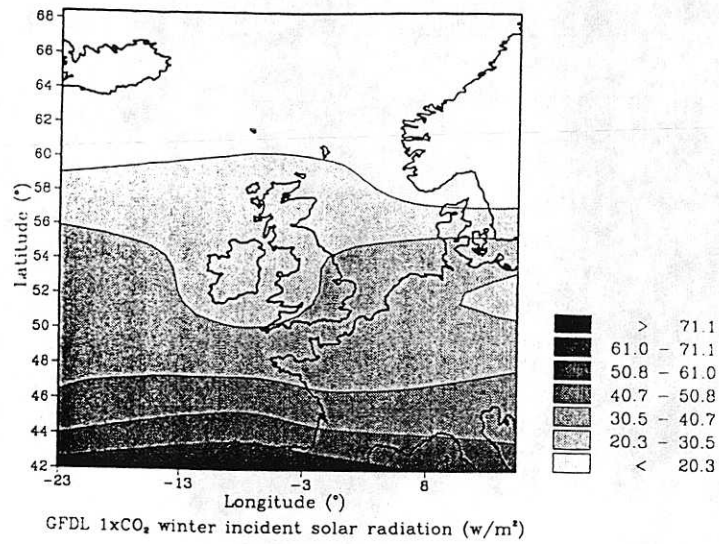 68
66
64
62
60
58
56
54
52
50
48
46
44
42
Latitude (°)
-23
-13
-3
8
Longitude (°)
> 71.1
61.0 - 71.1
50.8 - 61.0
40.7 - 50.8
30.5 - 40.7
20.3 - 30.5
< 20.3
GFDL 1xCO₂ winter incident solar radiation (w/m²)